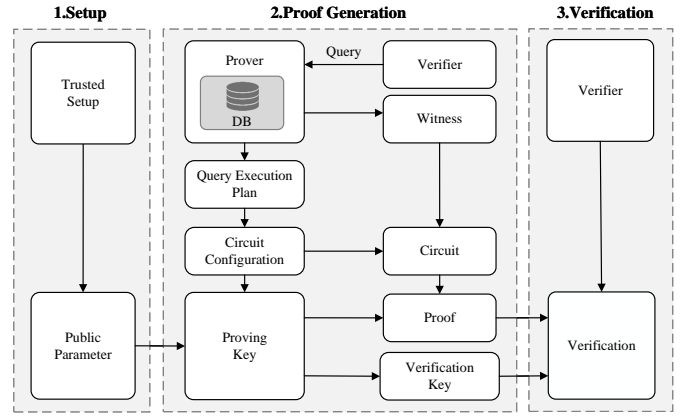 1.Setup
2.Proof Generation
3.Verification
Trusted
Setup
Public
Parameter
Prover
DB
Query
Verifier
Witness
Query Execution
Plan
Circuit
Configuration
Circuit
Proving
Key
Proof
Verification
Key
Verifier
Verification